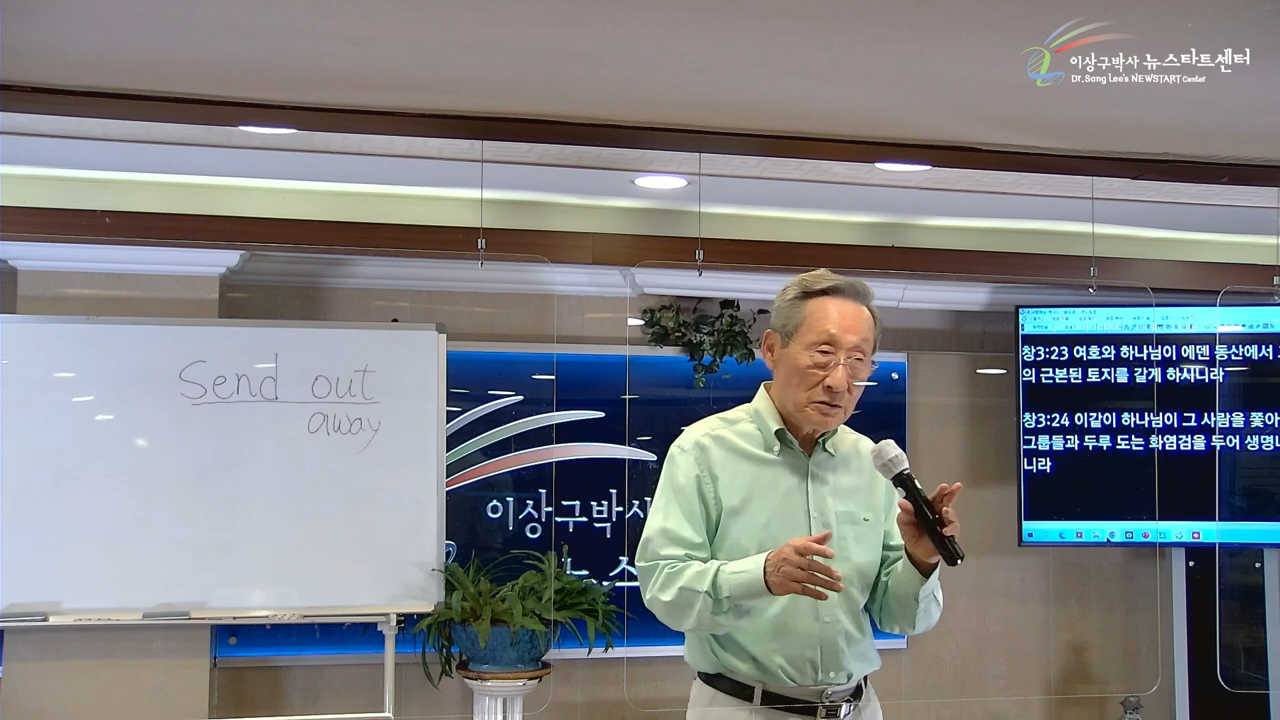 이상구박사 뉴스타트센터
Dr. Sang Lee's NEWSTART Center
Send out
away
이상구박사
뉴스
창3:23 여호와 하나님이 에덴 동산에서
의 근본된 토지를 갈게 하시니라
창3:24 이같이 하나님이 그 사람을 쫓아
그룹들과 두루 도는 화염검을 두어 생명
니라